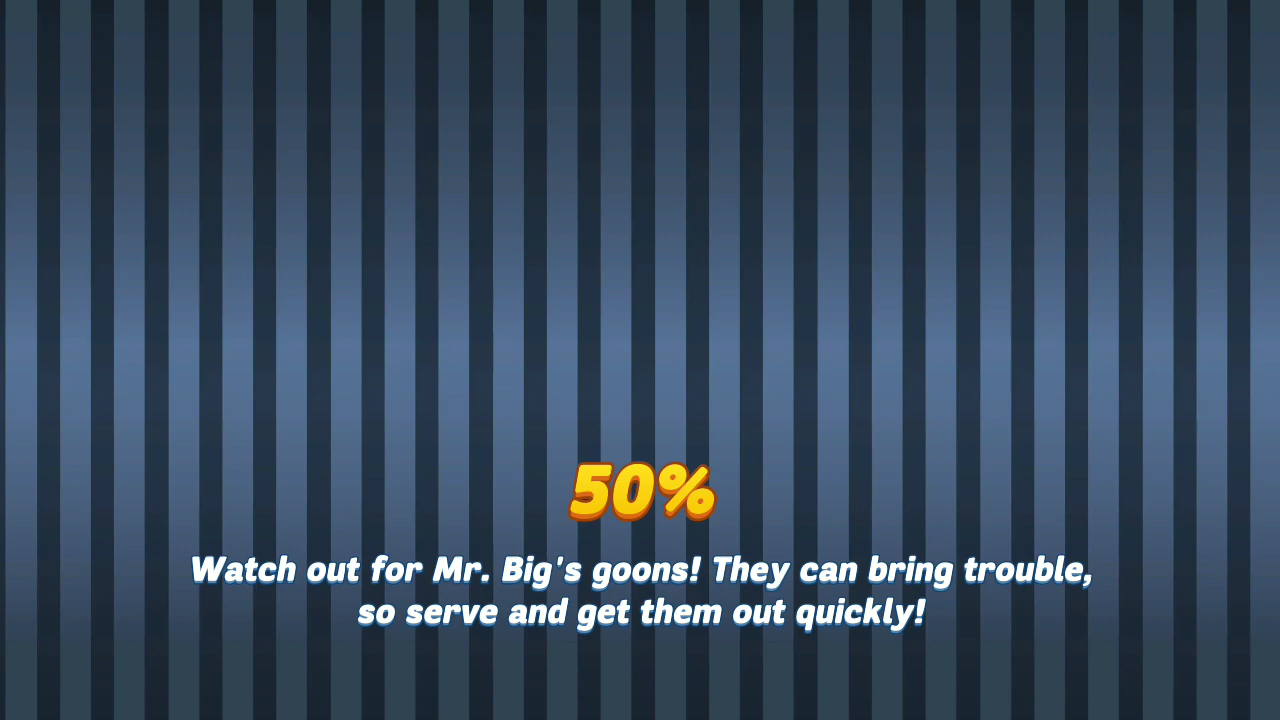 50%
Watch out for Mr. Big's goons! They can bring trouble,
so serve and get them out quickly!